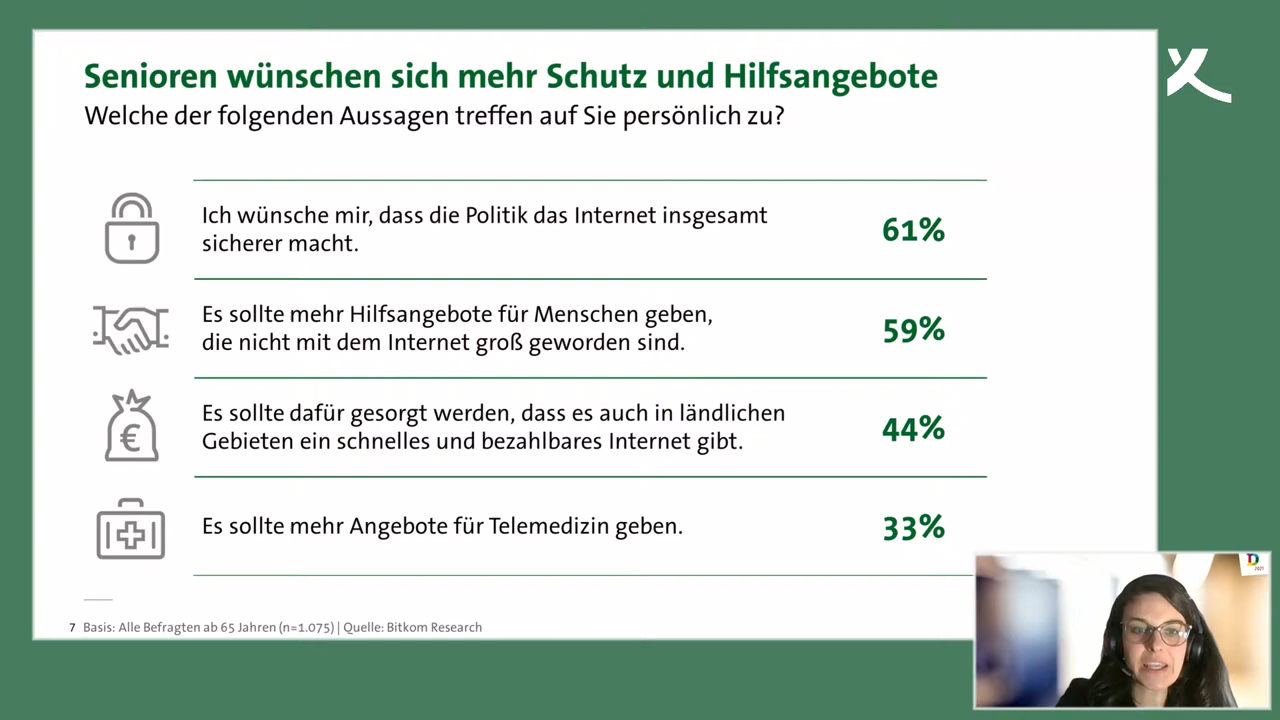 Senioren wünschen sich mehr Schutz und Hilfsangebote
Welche der folgenden Aussagen treffen auf Sie persönlich zu?
Ich wünsche mir, dass die Politik das Internet insgesamt
sicherer macht.
61%
Es sollte mehr Hilfsangebote für Menschen geben,
die nicht mit dem Internet groß geworden sind.
59%
€
Es sollte dafür gesorgt werden, dass es auch in ländlichen
Gebieten ein schnelles und bezahlbares Internet gibt.
44%
Es sollte mehr Angebote für Telemedizin geben.
33%
7 Basis: Alle Befragten ab 65 Jahren (n=1.075) | Quelle: Bitkom Research
D
2021